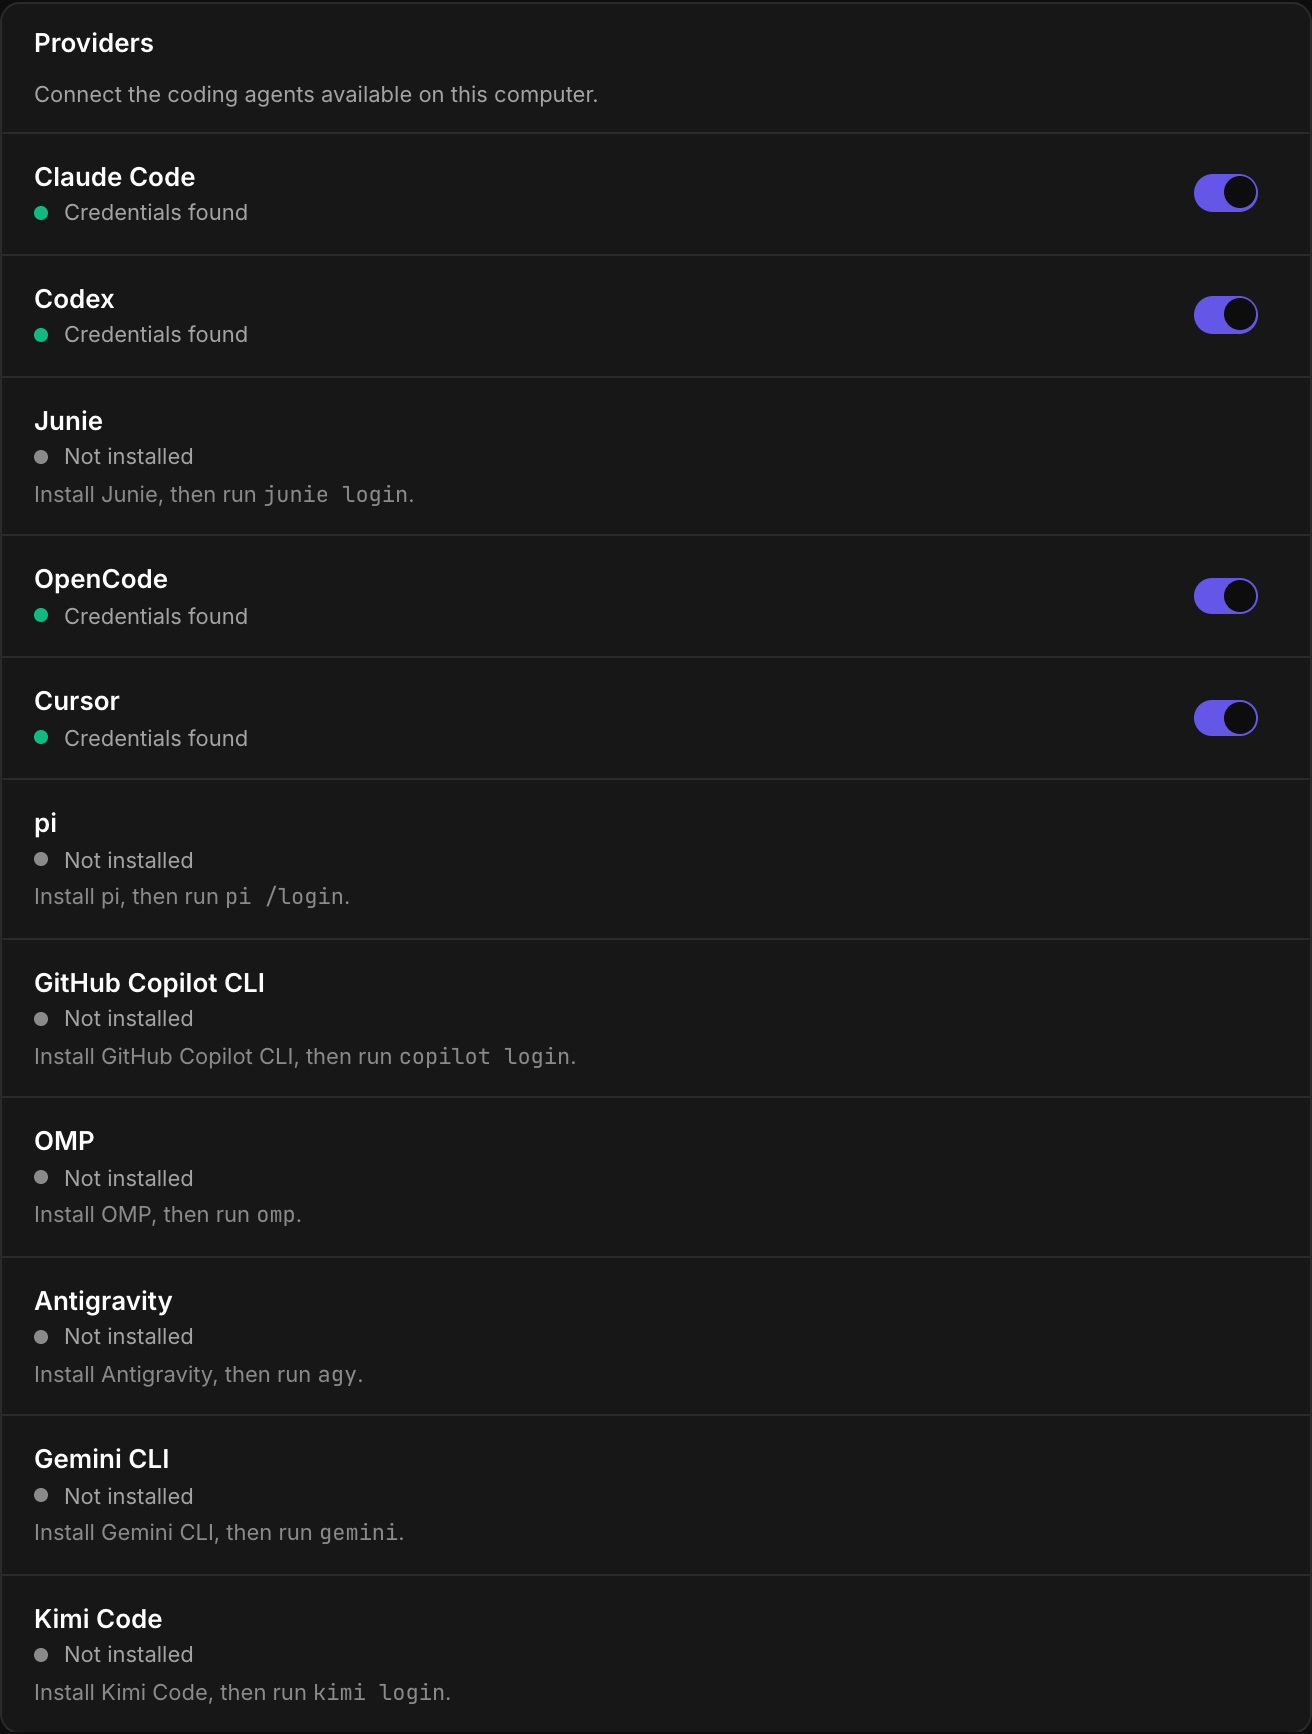 Providers
Connect the coding agents available on this computer.
Claude Code
Credentials found
Codex
Credentials found
Junie
Not installed
Install Junie, then run junie login.
OpenCode
Credentials found
Cursor
Credentials found
pi
Not installed
Install pi, then run pi /login.
GitHub Copilot CLI
Not installed
Install GitHub Copilot CLI, then run copilot login.
OMP
Not installed
Install OMP, then run omp.
Antigravity
Not installed
Install Antigravity, then run agy.
Gemini CLI
Not installed
Install Gemini CLI, then run gemini.
Kimi Code
Not installed
Install Kimi Code, then run kimi login.